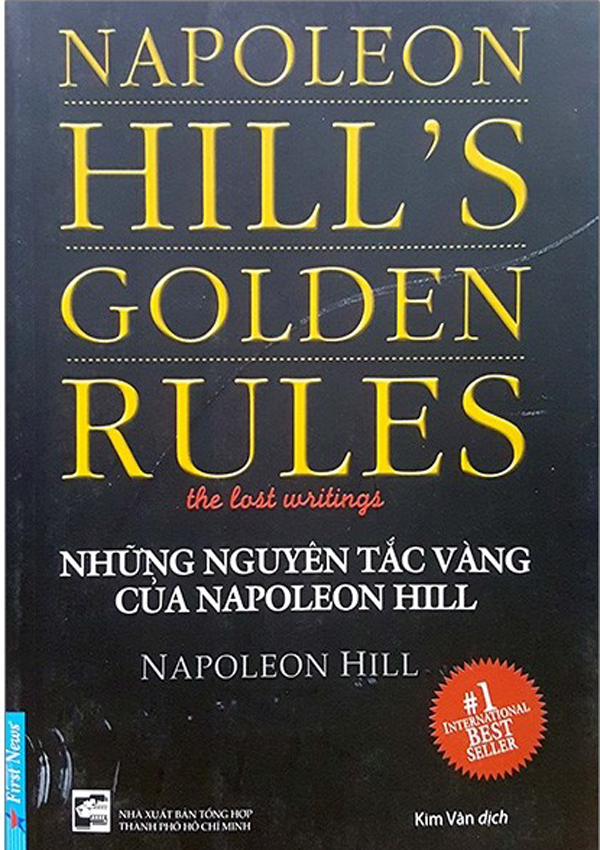 NAPOLEON
HILL'S
GOLDEN
RULES
the lost writings
NHỮNG NGUYÊN TẮC VÀNG
CỦA NAPOLEON HILL
NAPOLEON HILL
#1
INTERNATIONAL
BEST
SELLER
First News
NHÀ XUẤT BẢN TỔNG HỢP
THÀNH PHỐ HỒ CHÍ MINH
Kim Vân dịch